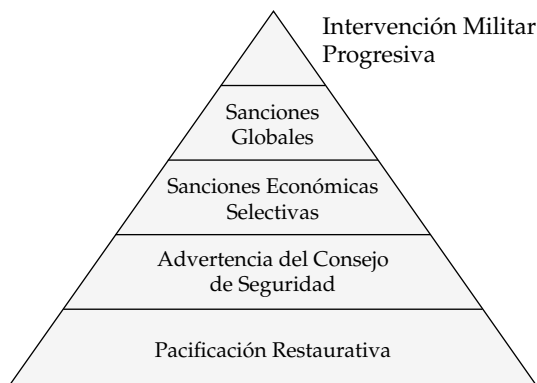 Intervención Militar
Progresiva
Sanciones
Globales
Sanciones Económicas
Selectivas
Advertencia del Consejo
de Seguridad
Pacificación Restaurativa